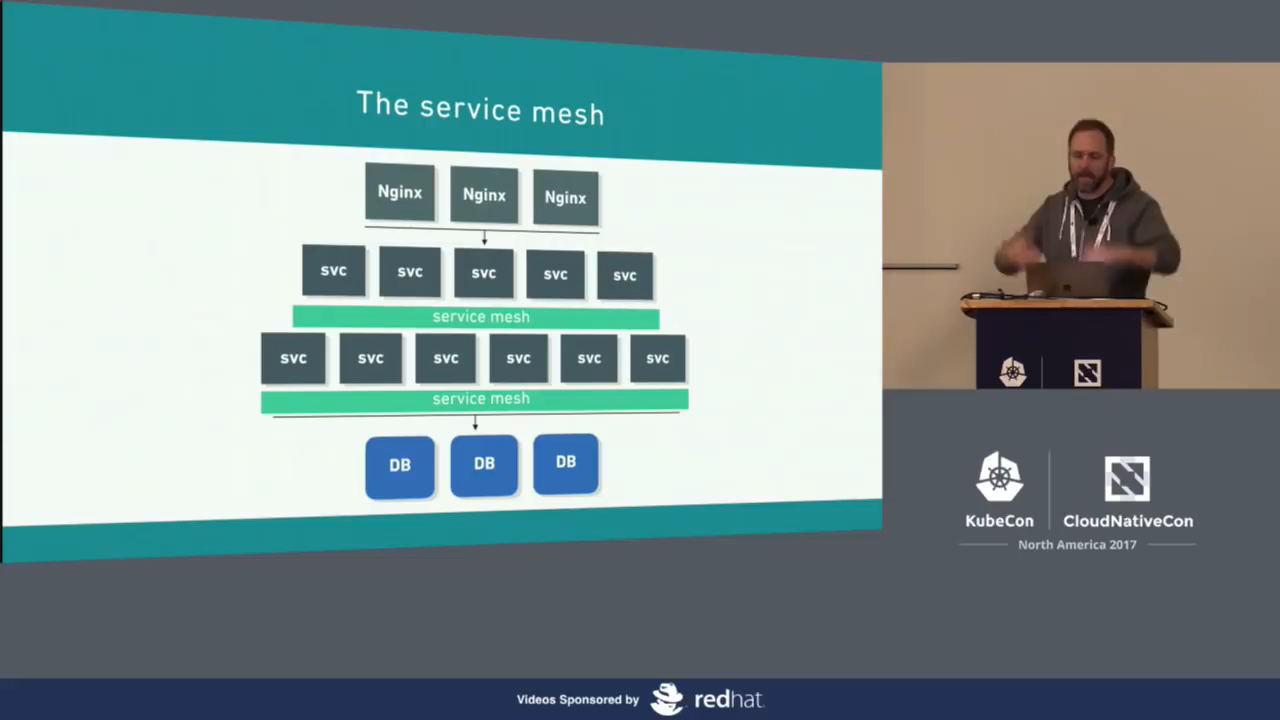 The service mesh
Nginx Nginx Nginx
svc svc svc svc svc
service mesh
svc svc svc svc svc svc
service mesh
DB DB DB
KubeCon CloudNativeCon
North America 2017
Videos Sponsored by redhat